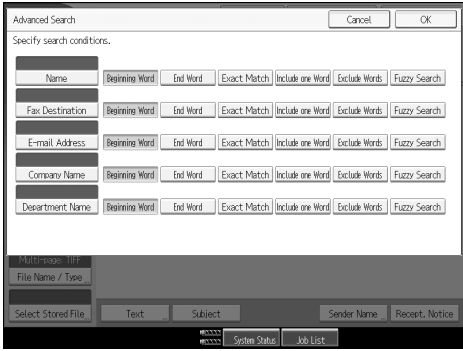 Advanced Search Cancel OK
Specify search conditions.
Name Beginning Word End Word Exact Match Include one Word Exclude Words Fuzzy Search
Fax Destination Beginning Word End Word Exact Match Include one Word Exclude Words Fuzzy Search
E-mail Address Beginning Word End Word Exact Match Include one Word Exclude Words Fuzzy Search
Company Name Beginning Word End Word Exact Match Include one Word Exclude Words Fuzzy Search
Department Name Beginning Word End Word Exact Match Include one Word Exclude Words Fuzzy Search
Multi-page: TIFF
File Name / Type
Select Stored File Text Subject Sender Name Recept. Notice
System Status Job List